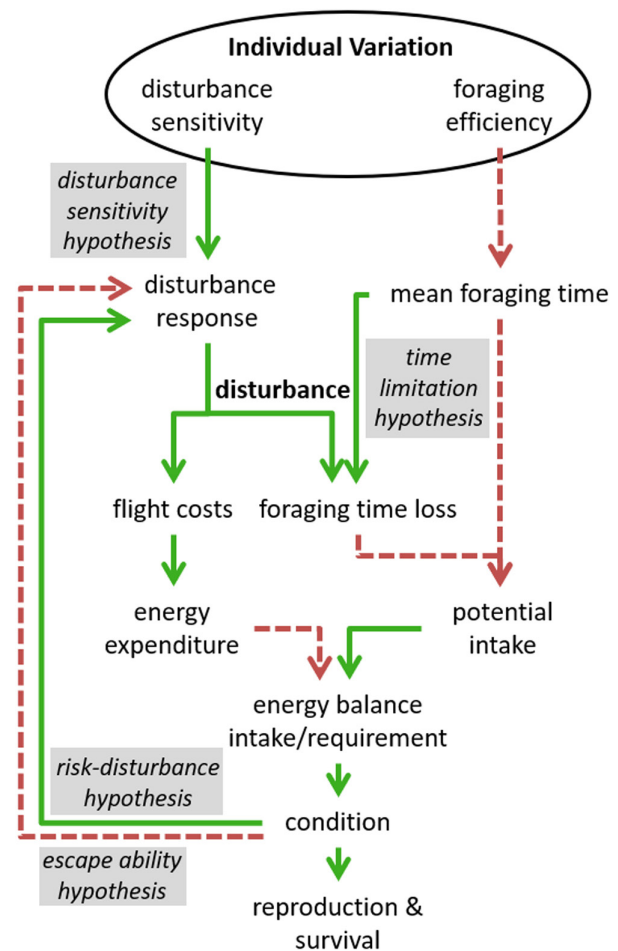 Individual Variation
disturbance
sensitivity
foraging
efficiency
disturbance
sensitivity
hypothesis
disturbance
response
mean foraging time
time
limitation
hypothesis
disturbance
flight costs
foraging time loss
energy
expenditure
potential
intake
energy balance
intake/requirement
risk-disturbance
hypothesis
condition
escape ability
hypothesis
reproduction &
survival